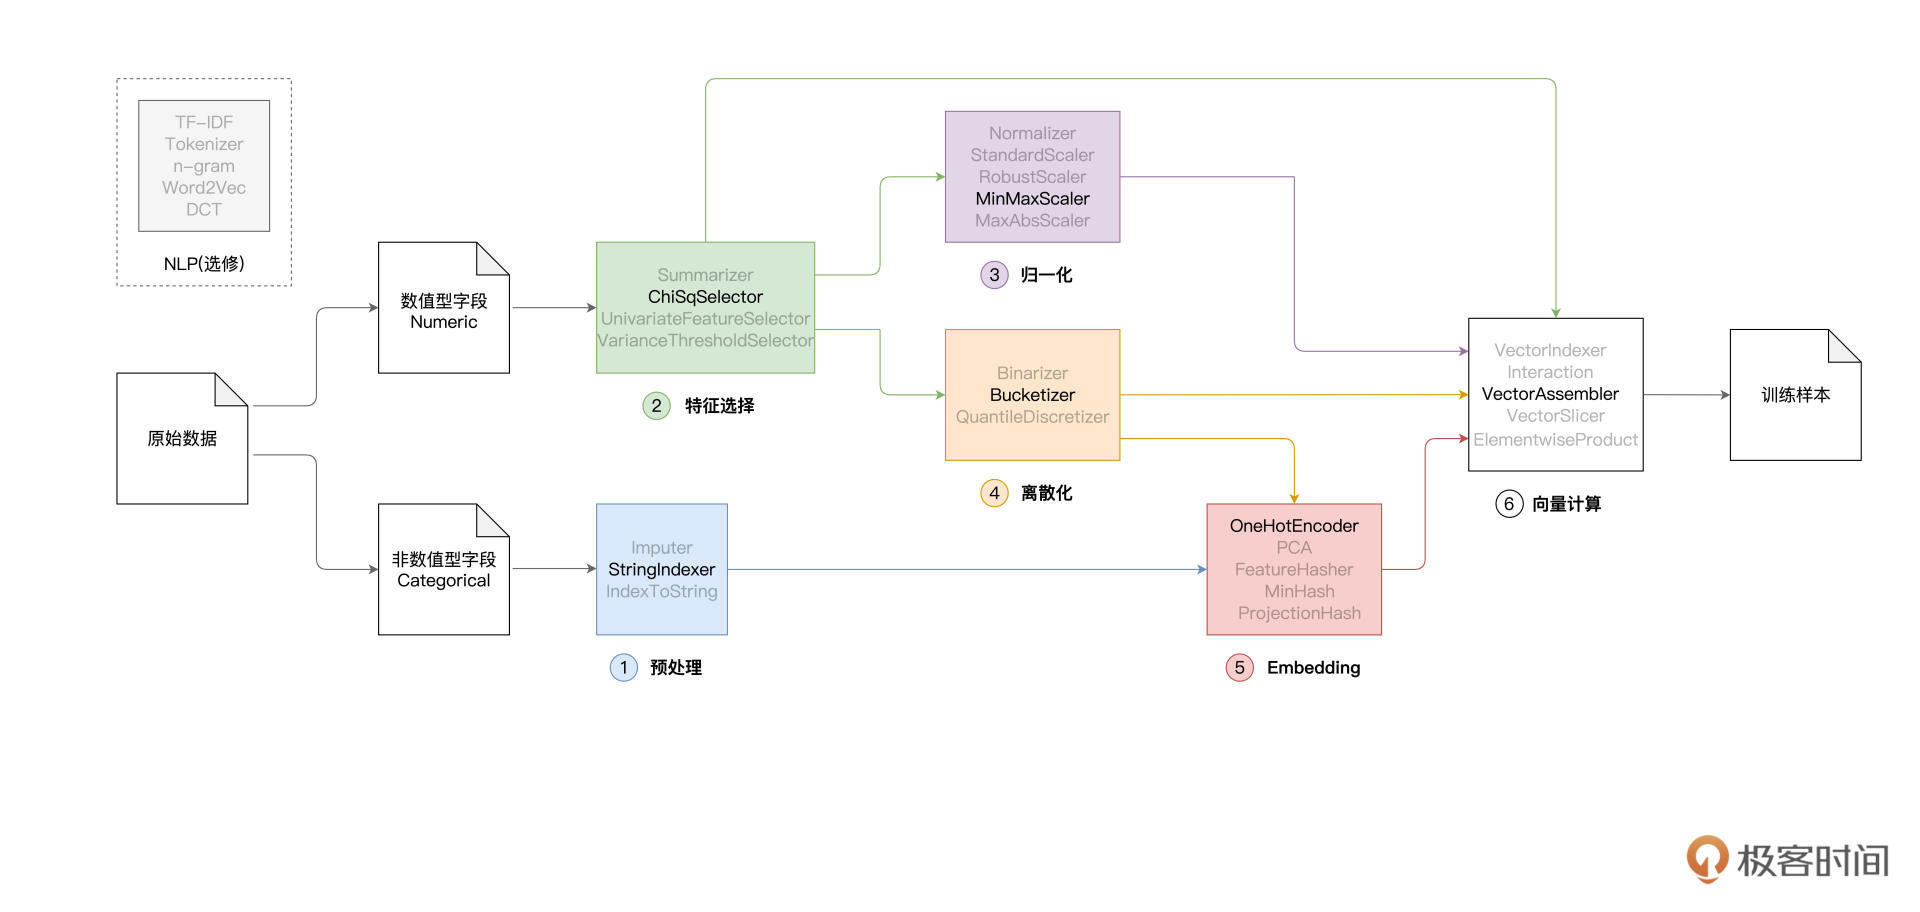 TF-IDF
Tokenizer
n-gram
Word2Vec
DCT
NLP(选修)
原始数据
数值型字段
Numeric
非数值型字段
Categorical
Imputer
StringIndexer
IndexToString
1 预处理
Summarizer
ChiSqSelector
UnivariateFeatureSelector
VarianceThresholdSelector
2 特征选择
Normalizer
StandardScaler
RobustScaler
MinMaxScaler
MaxAbsScaler
3 归一化
Binarizer
Bucketizer
QuantileDiscretizer
4 离散化
OneHotEncoder
PCA
FeatureHasher
MinHash
ProjectionHash
5 Embedding
VectorIndexer
Interaction
VectorAssembler
VectorSlicer
ElementwiseProduct
6 向量计算
训练样本
极客时间